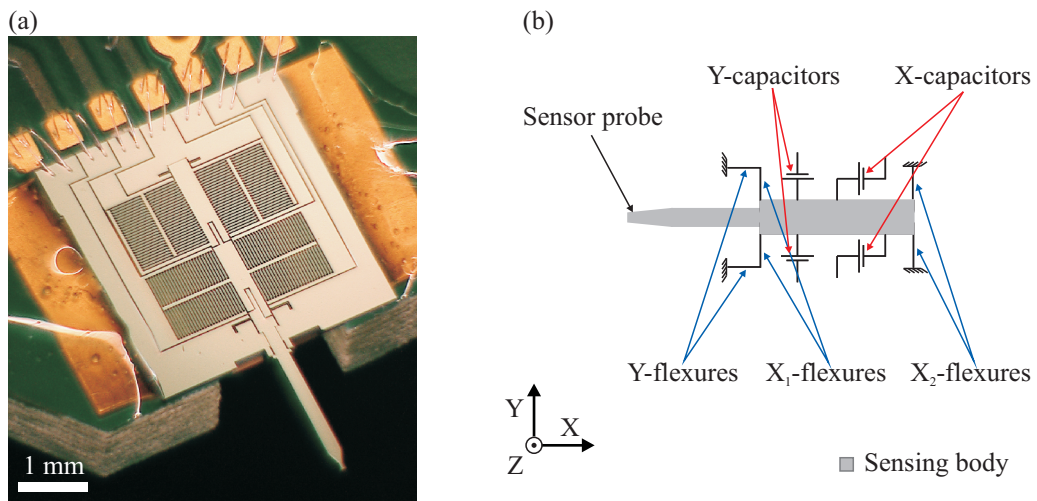 (a)
(b)
1 mm
Y-capacitors
X-capacitors
Sensor probe
Y-flexures
X₁-flexures
X₂-flexures
Y
X
Z
Sensing body